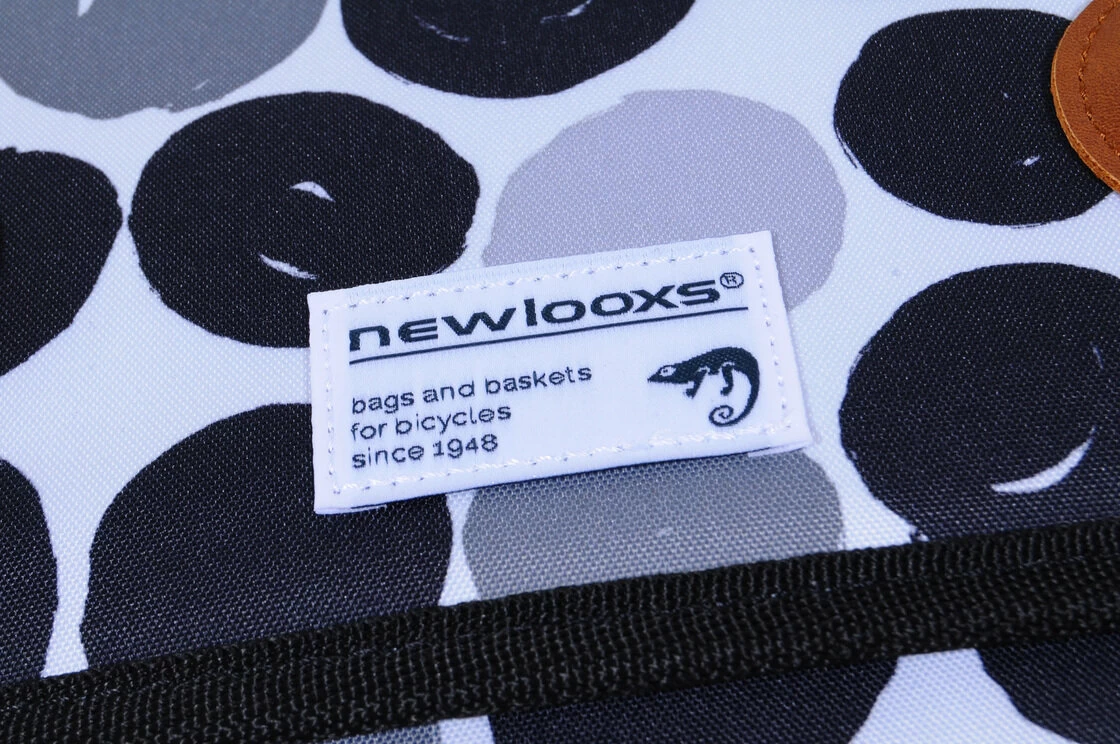 newlooxs®
bags and baskets
for bicycles
since 1948